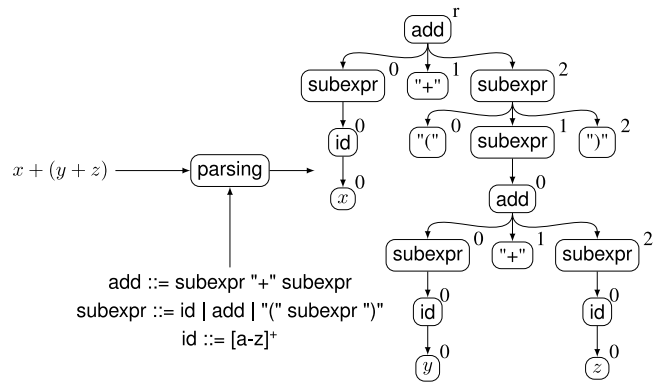 add r
subexpr 0 "+" 1 subexpr 2
id 0 "(" 0 subexpr 1 ")" 2
x + (y + z) parsing x 0
add 0
subexpr 0 "+" 1 subexpr 2
add ::= subexpr "+" subexpr
subexpr ::= id | add | "(" subexpr ")"
id ::= [a-z]+
id 0 id 0
y 0 z 0